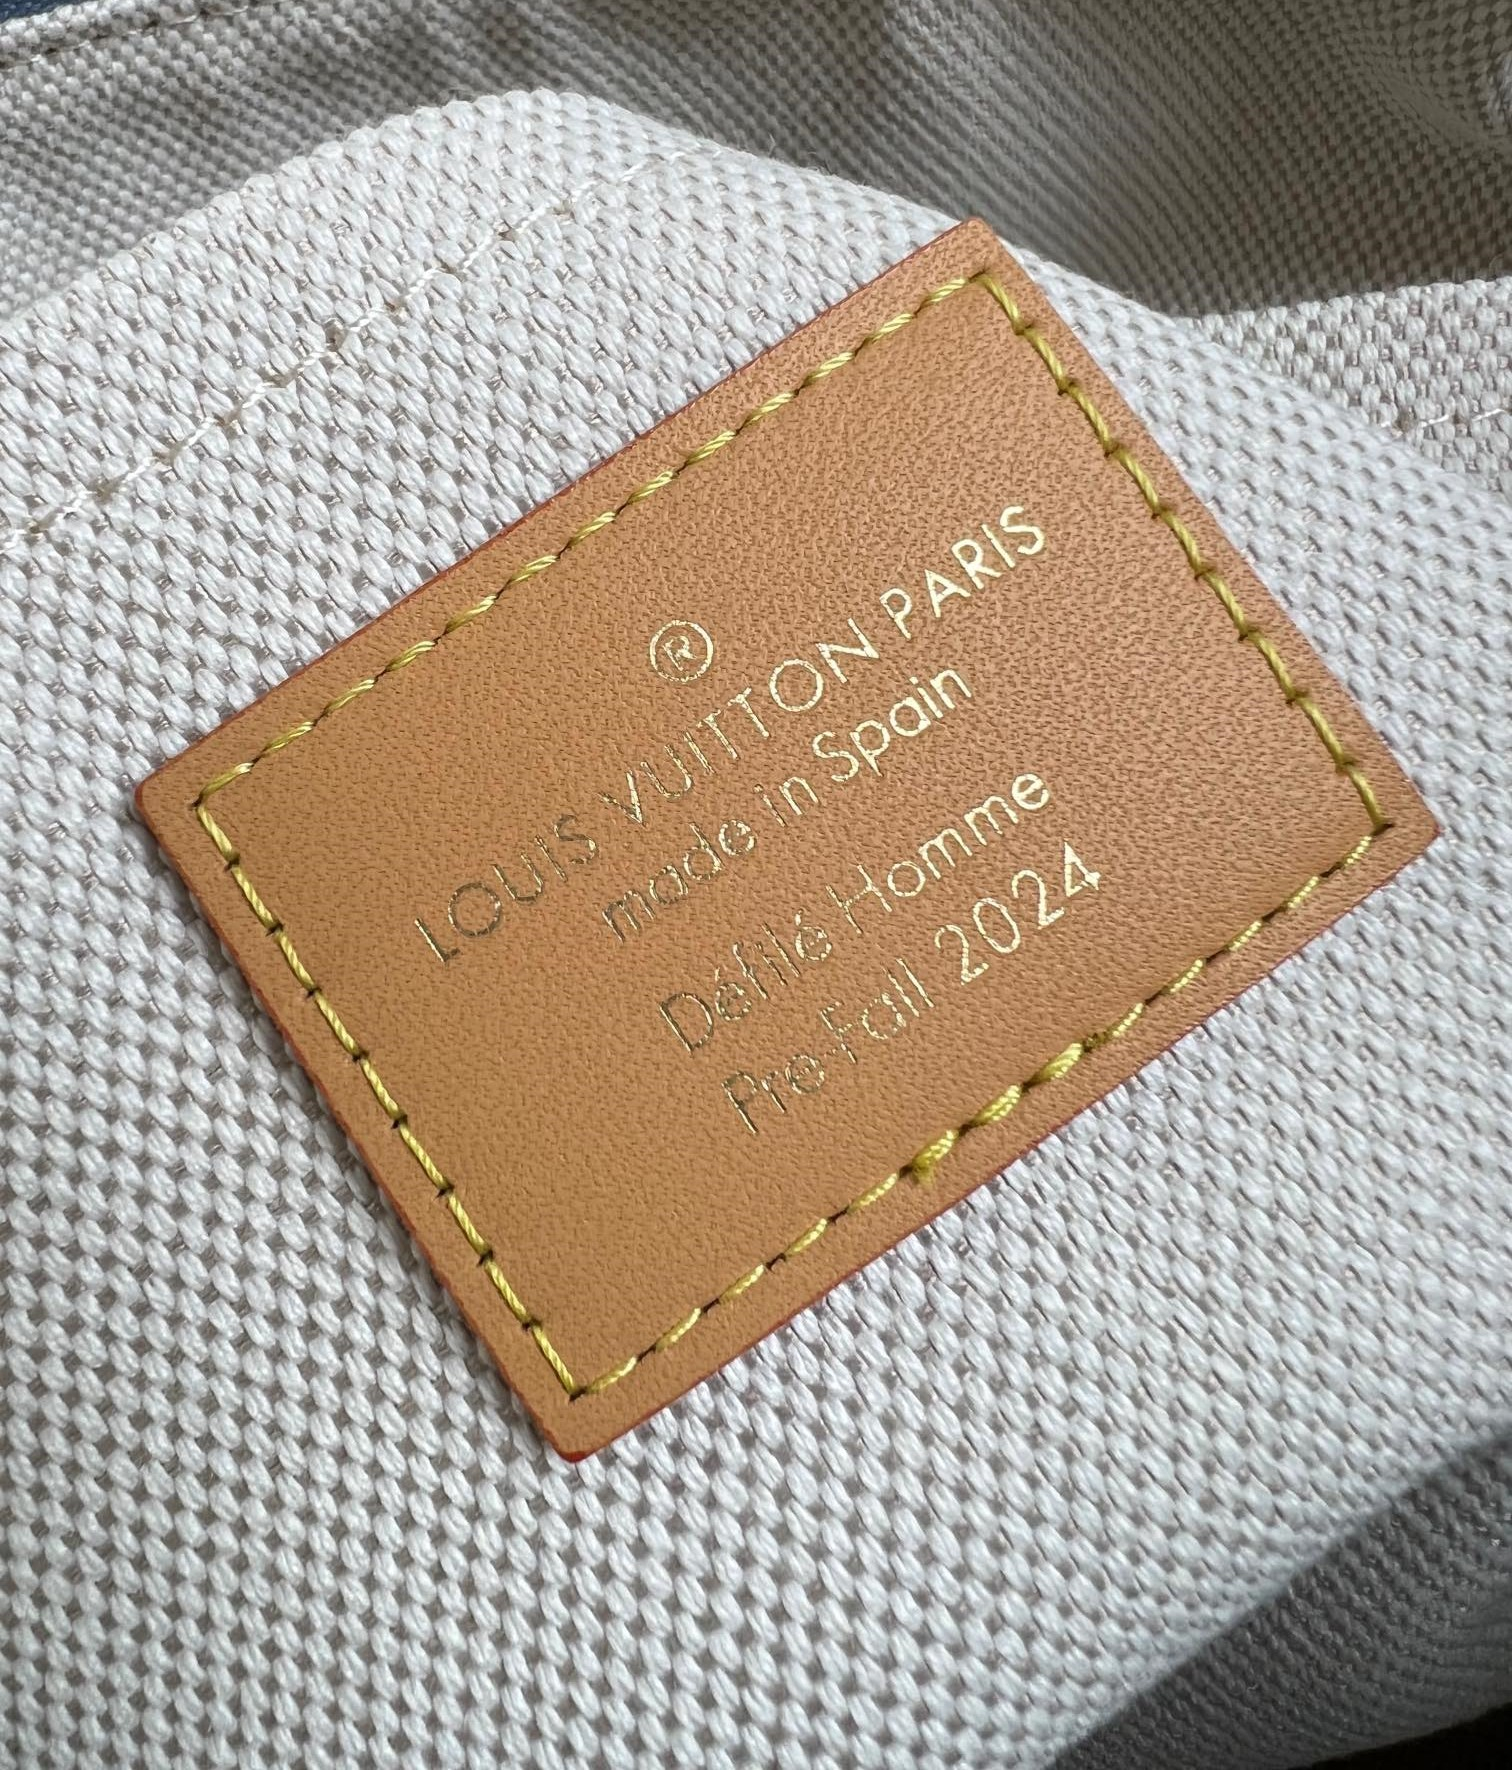 ®
LOUIS VUITTON PARIS
made in Spain
Défilé Homme
Pre-Fall 2024